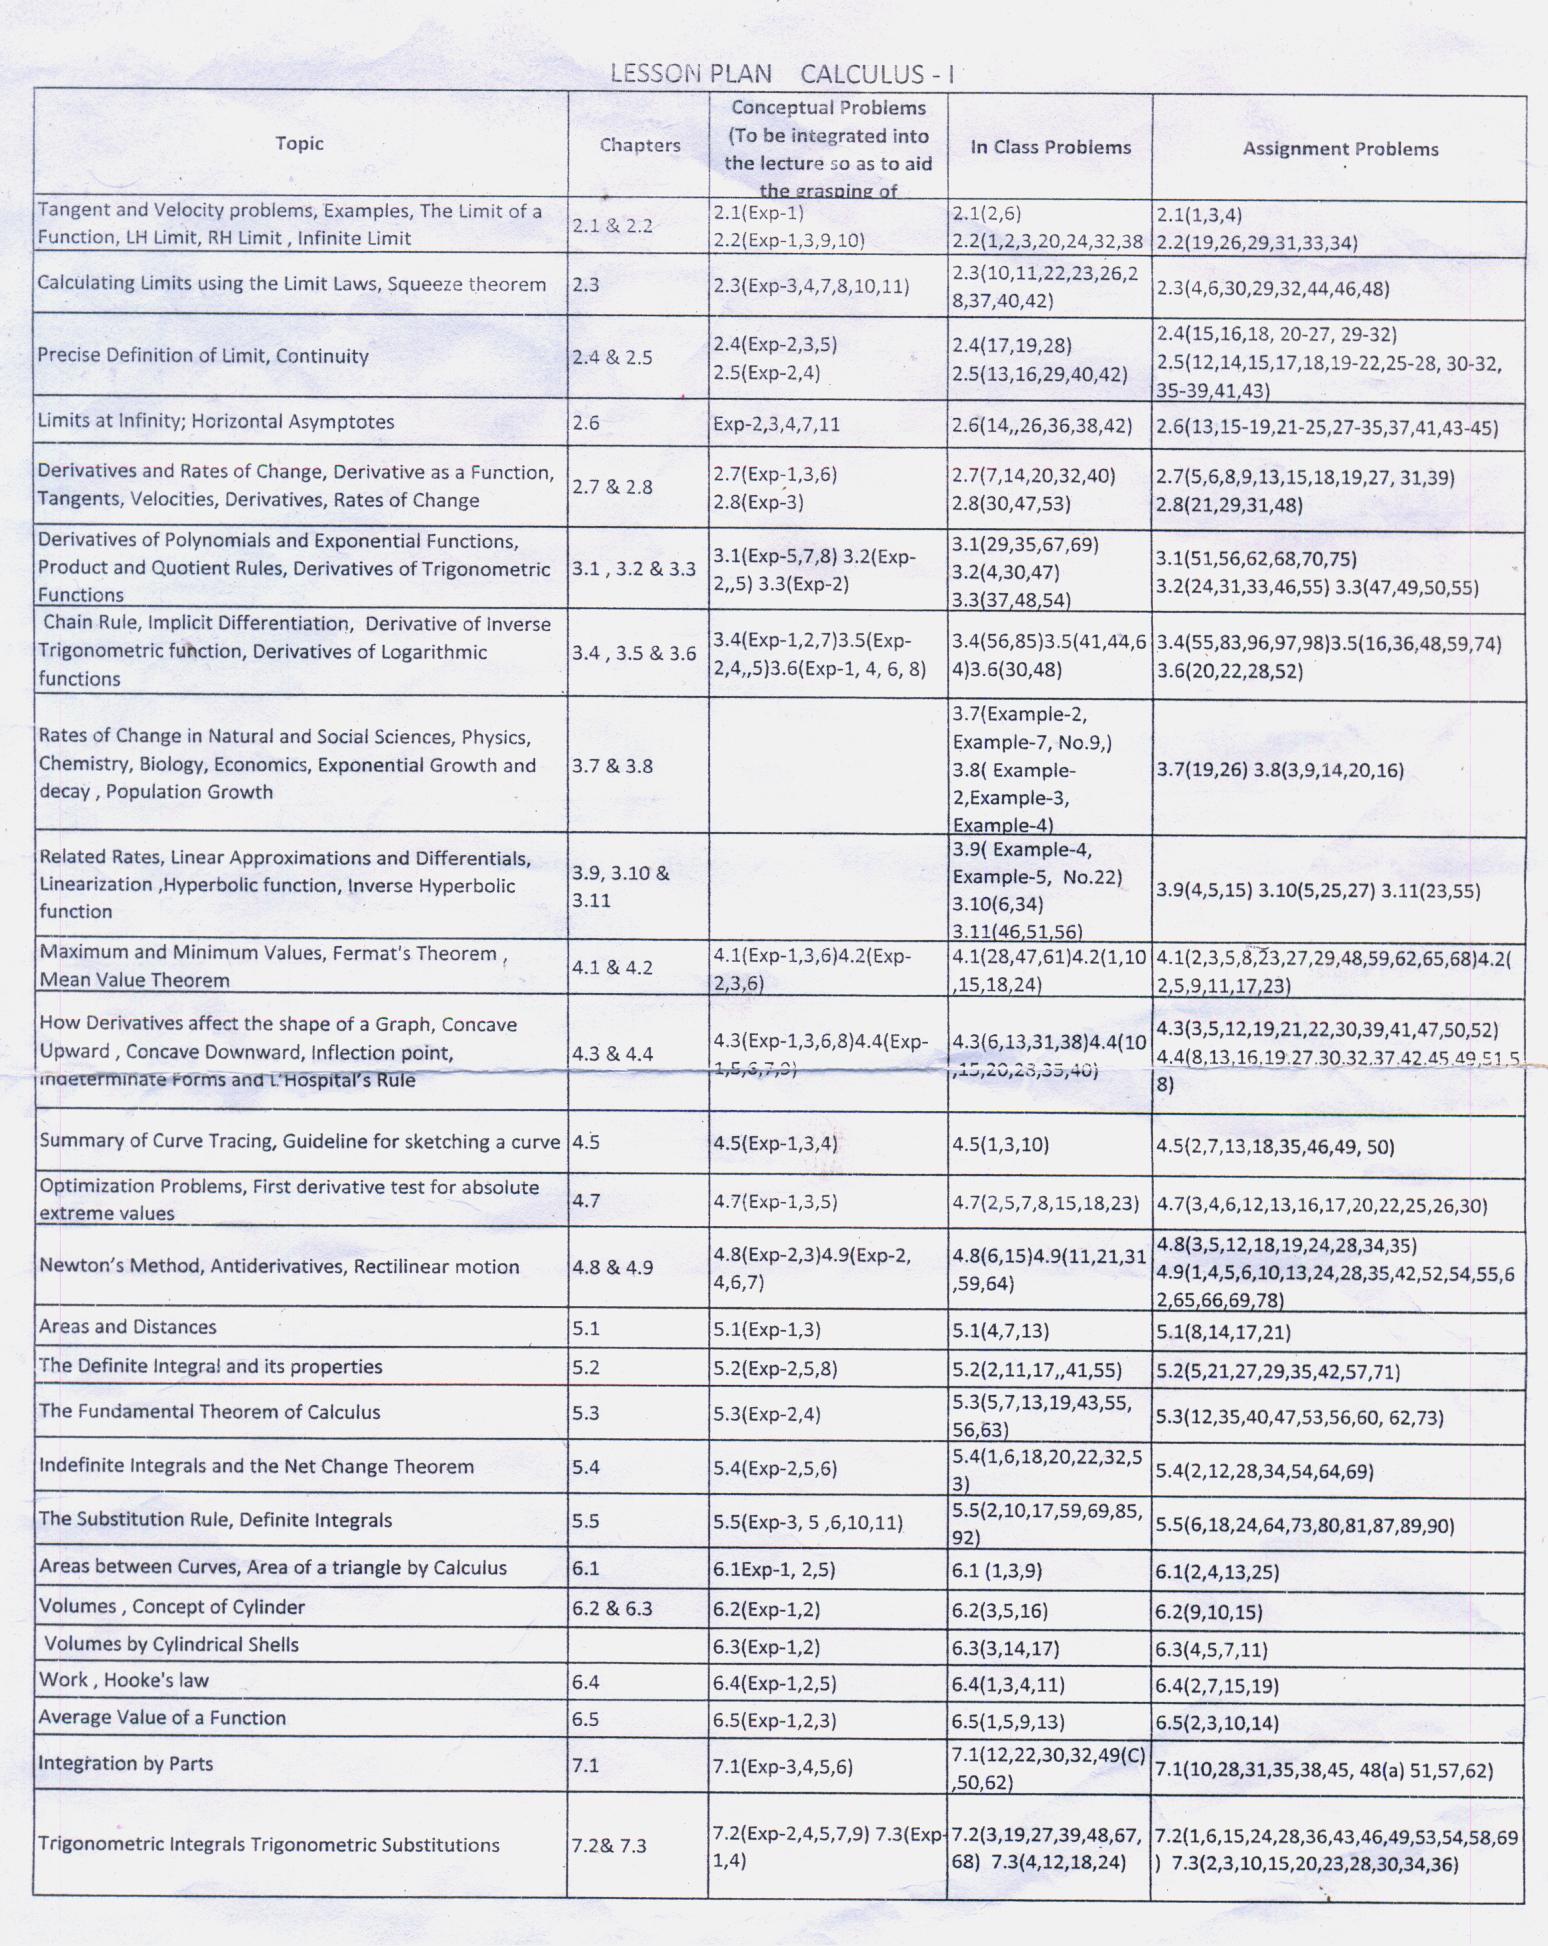 LESSON PLAN CALCULUS - I
Topic
Chapters
Conceptual Problems
(To be integrated into
the lecture so as to aid
the grasping of
In Class Problems
Assignment Problems
Tangent and Velocity problems, Examples, The Limit of a
Function, LH Limit, RH Limit , Infinite Limit
2.1 & 2.2
2.1(Exp-1)
2.2(Exp-1,3,9,10)
2.1(2,6)
2.2(1,2,3,20,24,32,38
2.1(1,3,4)
2.2(19,26,29,31,33,34)
Calculating Limits using the Limit Laws, Squeeze theorem
2.3
2.3(Exp-3,4,7,8,10,11)
2.3(10,11,22,23,26,2
8,37,40,42)
2.3(4,6,30,29,32,44,46,48)
Precise Definition of Limit, Continuity
2.4 & 2.5
2.4(Exp-2,3,5)
2.5(Exp-2,4)
2.4(17,19,28)
2.5(13,16,29,40,42)
2.4(15,16,18, 20-27, 29-32)
2.5(12,14,15,17,18,19-22,25-28, 30-32,
35-39,41,43)
Limits at Infinity; Horizontal Asymptotes
2.6
Exp-2,3,4,7,11
2.6(14,,26,36,38,42)
2.6(13,15-19,21-25,27-35,37,41,43-45)
Derivatives and Rates of Change, Derivative as a Function,
Tangents, Velocities, Derivatives, Rates of Change
2.7 & 2.8
2.7(Exp-1,3,6)
2.8(Exp-3)
2.7(7,14,20,32,40)
2.8(30,47,53)
2.7(5,6,8,9,13,15,18,19,27, 31,39)
2.8(21,29,31,48)
Derivatives of Polynomials and Exponential Functions,
Product and Quotient Rules, Derivatives of Trigonometric
Functions
3.1 , 3.2 & 3.3
3.1(Exp-5,7,8) 3.2(Exp-
2,,5) 3.3(Exp-2)
3.1(29,35,67,69)
3.2(4,30,47)
3.3(37,48,54)
3.1(51,56,62,68,70,75)
3.2(24,31,33,46,55) 3.3(47,49,50,55)
Chain Rule, Implicit Differentiation, Derivative of Inverse
Trigonometric function, Derivatives of Logarithmic
functions
3.4 , 3.5 & 3.6
3.4(Exp-1,2,7)3.5(Exp-
2,4,,5)3.6(Exp-1, 4, 6, 8)
3.4(56,85)3.5(41,44,6
4)3.6(30,48)
3.4(55,83,96,97,98)3.5(16,36,48,59,74)
3.6(20,22,28,52)
Rates of Change in Natural and Social Sciences, Physics,
Chemistry, Biology, Economics, Exponential Growth and
decay , Population Growth
3.7 & 3.8
3.7(Example-2,
Example-7, No.9,)
3.8( Example-
2,Example-3,
Example-4)
3.7(19,26) 3.8(3,9,14,20,16)
Related Rates, Linear Approximations and Differentials,
Linearization ,Hyperbolic function, Inverse Hyperbolic
function
3.9, 3.10 &
3.11
3.9( Example-4,
Example-5, No.22)
3.10(6,34)
3.11(46,51,56)
3.9(4,5,15) 3.10(5,25,27) 3.11(23,55)
Maximum and Minimum Values, Fermat's Theorem ,
Mean Value Theorem
4.1 & 4.2
4.1(Exp-1,3,6)4.2(Exp-
2,3,6)
4.1(28,47,61)4.2(1,10
,15,18,24)
4.1(2,3,5,8,23,27,29,48,59,62,65,68)4.2(
2,5,9,11,17,23)
How Derivatives affect the shape of a Graph, Concave
Upward , Concave Downward, Inflection point,
Indeterminate Forms and L'Hospital's Rule
4.3 & 4.4
4.3(Exp-1,3,6,8)4.4(Exp-
1,5,6,7,9)
4.3(6,13,31,38)4.4(10
,15,20,23,35,40)
4.3(3,5,12,19,21,22,30,39,41,47,50,52)
4.4(8,13,16,19,27,30,32,37,42,45,49,51,5
8)
Summary of Curve Tracing, Guideline for sketching a curve
4.5
4.5(Exp-1,3,4)
4.5(1,3,10)
4.5(2,7,13,18,35,46,49, 50)
Optimization Problems, First derivative test for absolute
extreme values
4.7
4.7(Exp-1,3,5)
4.7(2,5,7,8,15,18,23)
4.7(3,4,6,12,13,16,17,20,22,25,26,30)
Newton's Method, Antiderivatives, Rectilinear motion
4.8 & 4.9
4.8(Exp-2,3)4.9(Exp-2,
4,6,7)
4.8(6,15)4.9(11,21,31
,59,64)
4.8(3,5,12,18,19,24,28,34,35)
4.9(1,4,5,6,10,13,24,28,35,42,52,54,55,6
2,65,66,69,78)
Areas and Distances
5.1
5.1(Exp-1,3)
5.1(4,7,13)
5.1(8,14,17,21)
The Definite Integral and its properties
5.2
5.2(Exp-2,5,8)
5.2(2,11,17,,41,55)
5.2(5,21,27,29,35,42,57,71)
The Fundamental Theorem of Calculus
5.3
5.3(Exp-2,4)
5.3(5,7,13,19,43,55,
56,63)
5.3(12,35,40,47,53,56,60, 62,73)
Indefinite Integrals and the Net Change Theorem
5.4
5.4(Exp-2,5,6)
5.4(1,6,18,20,22,32,5
3)
5.4(2,12,28,34,54,64,69)
The Substitution Rule, Definite Integrals
5.5
5.5(Exp-3, 5 ,6,10,11)
5.5(2,10,17,59,69,85,
92)
5.5(6,18,24,64,73,80,81,87,89,90)
Areas between Curves, Area of a triangle by Calculus
6.1
6.1Exp-1, 2,5)
6.1 (1,3,9)
6.1(2,4,13,25)
Volumes , Concept of Cylinder
6.2 & 6.3
6.2(Exp-1,2)
6.2(3,5,16)
6.2(9,10,15)
Volumes by Cylindrical Shells
6.3(Exp-1,2)
6.3(3,14,17)
6.3(4,5,7,11)
Work , Hooke's law
6.4
6.4(Exp-1,2,5)
6.4(1,3,4,11)
6.4(2,7,15,19)
Average Value of a Function
6.5
6.5(Exp-1,2,3)
6.5(1,5,9,13)
6.5(2,3,10,14)
Integration by Parts
7.1
7.1(Exp-3,4,5,6)
7.1(12,22,30,32,49(C)
,50,62)
7.1(10,28,31,35,38,45, 48(a) 51,57,62)
Trigonometric Integrals Trigonometric Substitutions
7.2& 7.3
7.2(Exp-2,4,5,7,9) 7.3(Exp-
1,4)
7.2(3,19,27,39,48,67,
68) 7.3(4,12,18,24)
7.2(1,6,15,24,28,36,43,46,49,53,54,58,69
) 7.3(2,3,10,15,20,23,28,30,34,36)